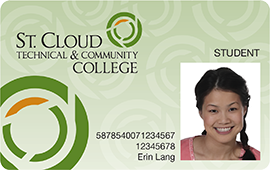 ST. CLOUD
TECHNICAL & COMMUNITY
COLLEGE
STUDENT
5878540071234567
12345678
Erin Lang